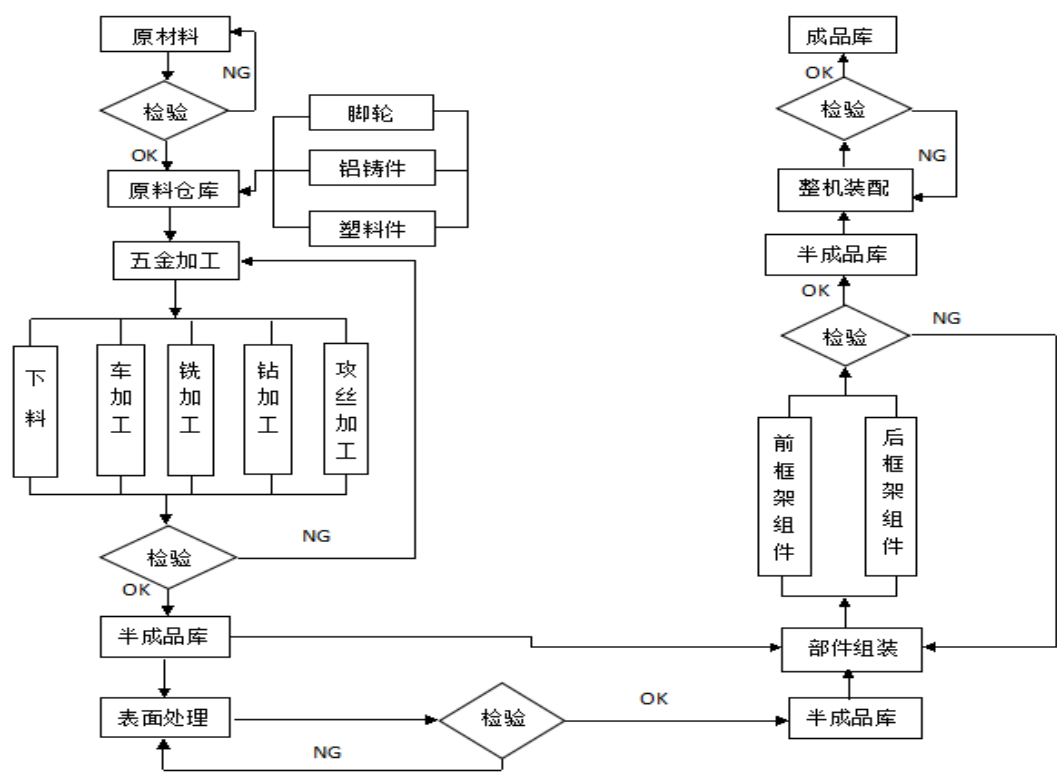 原材料
NG
检验
OK
原料仓库
脚轮
铝铸件
塑料件
五金加工
下料
车加工
铣加工
钻加工
攻丝加工
检验
NG
OK
半成品库
表面处理
检验
NG
OK
半成品库
部件组装
前框架组件
后框架组件
检验
NG
OK
半成品库
整机装配
NG
检验
OK
成品库